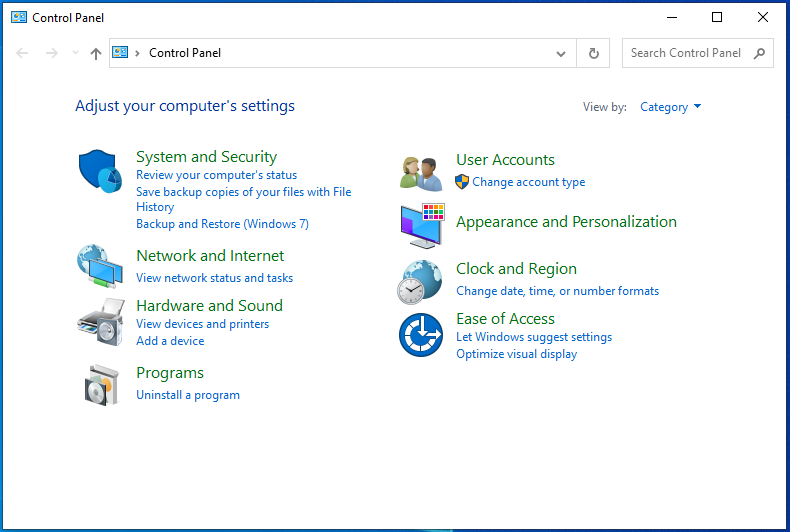 Control Panel
Control Panel
Search Control Panel
Adjust your computer's settings
View by: Category
System and Security
Review your computer's status
Save backup copies of your files with File
History
Backup and Restore (Windows 7)
Network and Internet
View network status and tasks
Hardware and Sound
View devices and printers
Add a device
Programs
Uninstall a program
User Accounts
Change account type
Appearance and Personalization
Clock and Region
Change date, time, or number formats
Ease of Access
Let Windows suggest settings
Optimize visual display